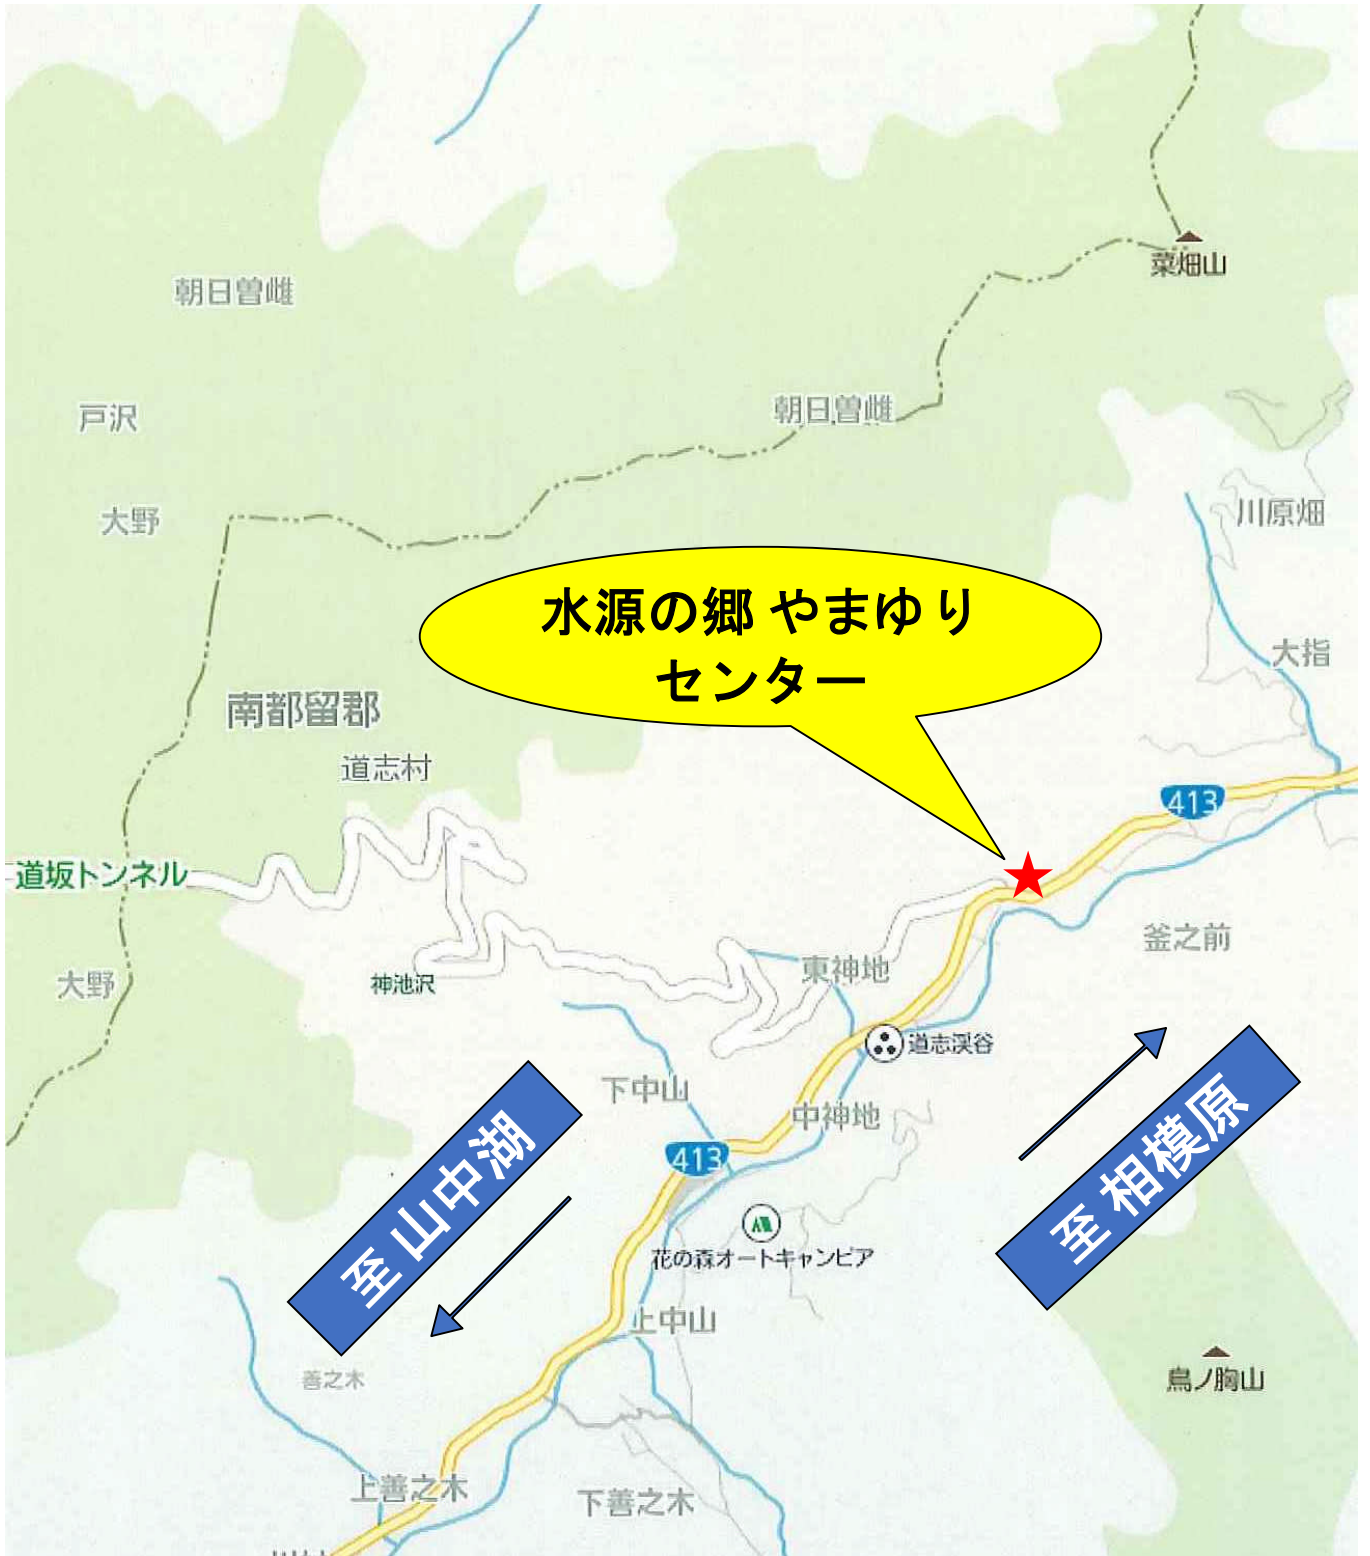 菜畑山
朝日曽雌
朝日曽雌
戸沢
大野
川原畑
水源の郷 やまゆり
センター
大指
南都留郡
道志村
413
道坂トンネル
釜之前
東神地
大野
神池沢
道志渓谷
下中山
中神地
413
至 山中湖
至 相模原
花の森オートキャンピア
上中山
鳥ノ胸山
善之木
上善之木
下善之木